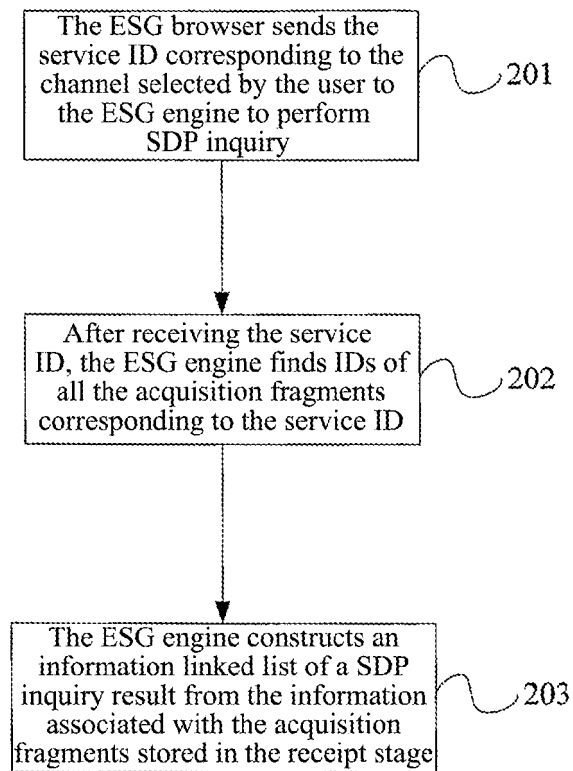 The ESG browser sends the
service ID corresponding to the
channel selected by the user to
the ESG engine to perform
SDP inquiry
201
After receiving the service
ID, the ESG engine finds IDs of
all the acquisition fragments
corresponding to the service ID
202
The ESG engine constructs an
information linked list of a SDP
inquiry result from the information
associated with the acquisition
fragments stored in the receipt stage
203